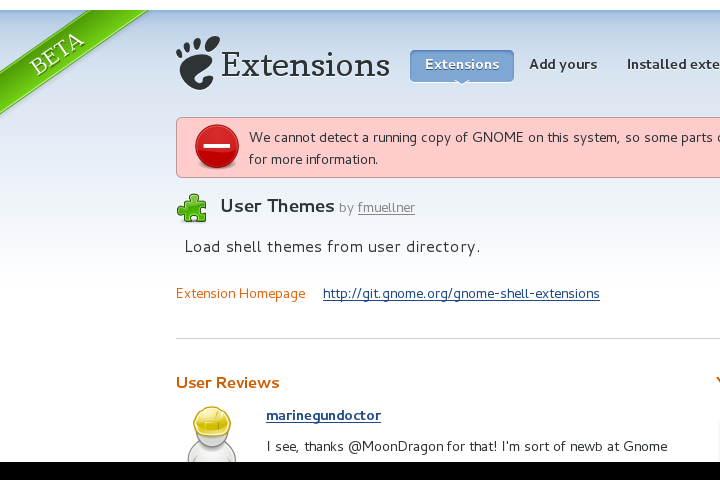 BETA
Extensions
Extensions Add yours Installed exte
We cannot detect a running copy of GNOME on this system, so some parts
for more information.
User Themes by fmuellner
Load shell themes from user directory.
Extension Homepage http://git.gnome.org/gnome-shell-extensions
User Reviews
marinegundoctor
I see, thanks @MoonDragon for that! I'm sort of newb at Gnome